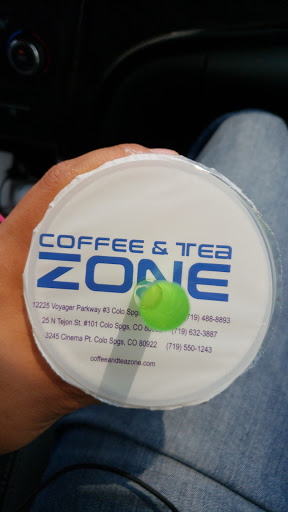 COFFEE & TEA
ZONE
12225 Voyager Parkway #3 Colo Spgs (719) 488-8893
25 N Tejon St. #101 Colo Spgs, CO (719) 632-3887
3245 Cinema Pt. Colo Spgs, CO 80922 (719) 550-1243
coffeeandteazone.com